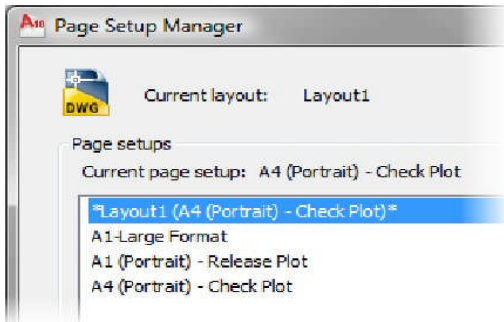 A10 Page Setup Manager
DWG
Current layout: Layout1
Page setups
Current page setup: A4 (Portrait) - Check Plot
*Layout1 (A4 (Portrait) - Check Plot)*
A1-Large Format
A1 (Portrait) - Release Plot
A4 (Portrait) - Check Plot